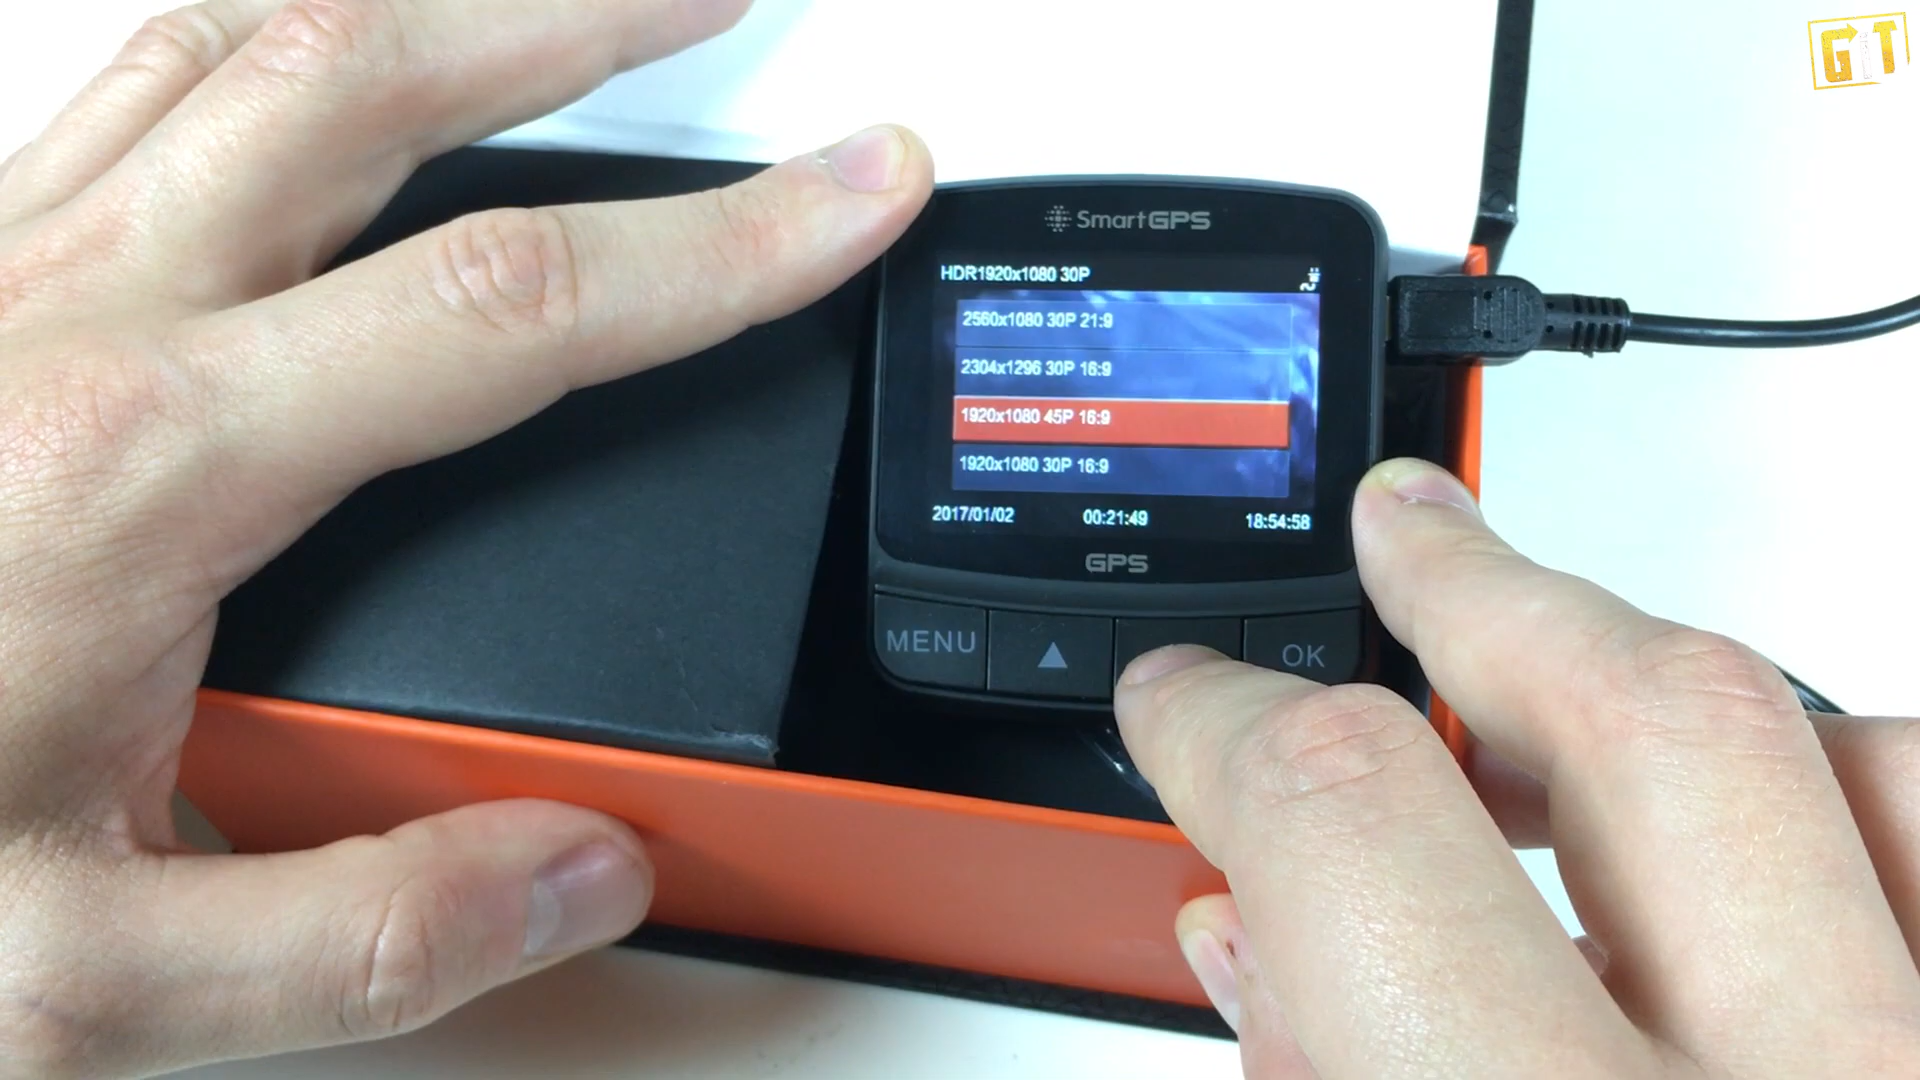 GiT
SmartGPS
HDR1920x1080 30P
2560x1080 30P 21:9
2304x1296 30P 16:9
1920x1080 45P 16:9
1920x1080 30P 16:9
2017/01/02 00:21:49 18:54:58
GPS
MENU ▲ OK